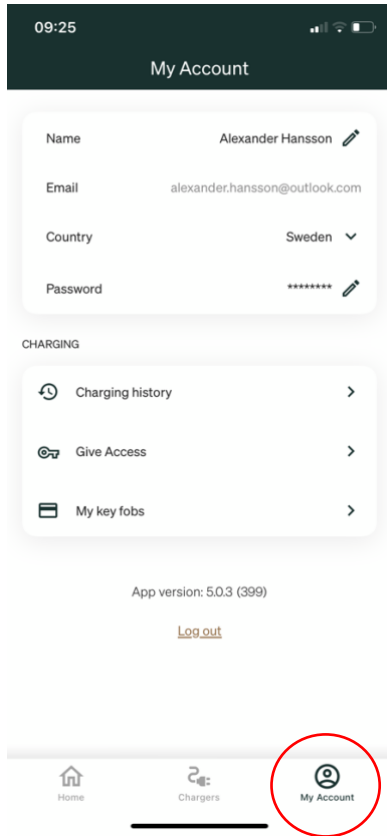 09:25
My Account
Name Alexander Hansson
Email alexander.hansson@outlook.com
Country Sweden
Password ********
CHARGING
Charging history
Give Access
My key fobs
App version: 5.0.3 (399)
Log out
Home Chargers My Account